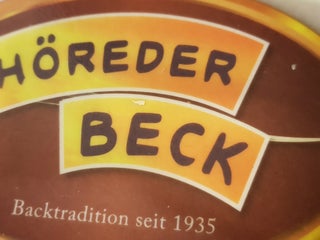 HÖREDER
BECK
Backtradition seit 1935